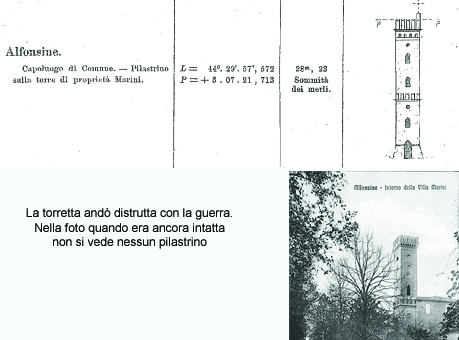 Alfonsine.
Capoluogo di Comune. — Pilastrino
sulla torre di proprietà Marini.
L = 44°. 29'. 57", 572
P = + 3 . 07 . 21 , 713
28m, 23
Sommità
dei merli.
P P
Alfonsine - Interno della Villa Marini
La torretta andò distrutta con la guerra.
Nella foto quando era ancora intatta
non si vede nessun pilastrino